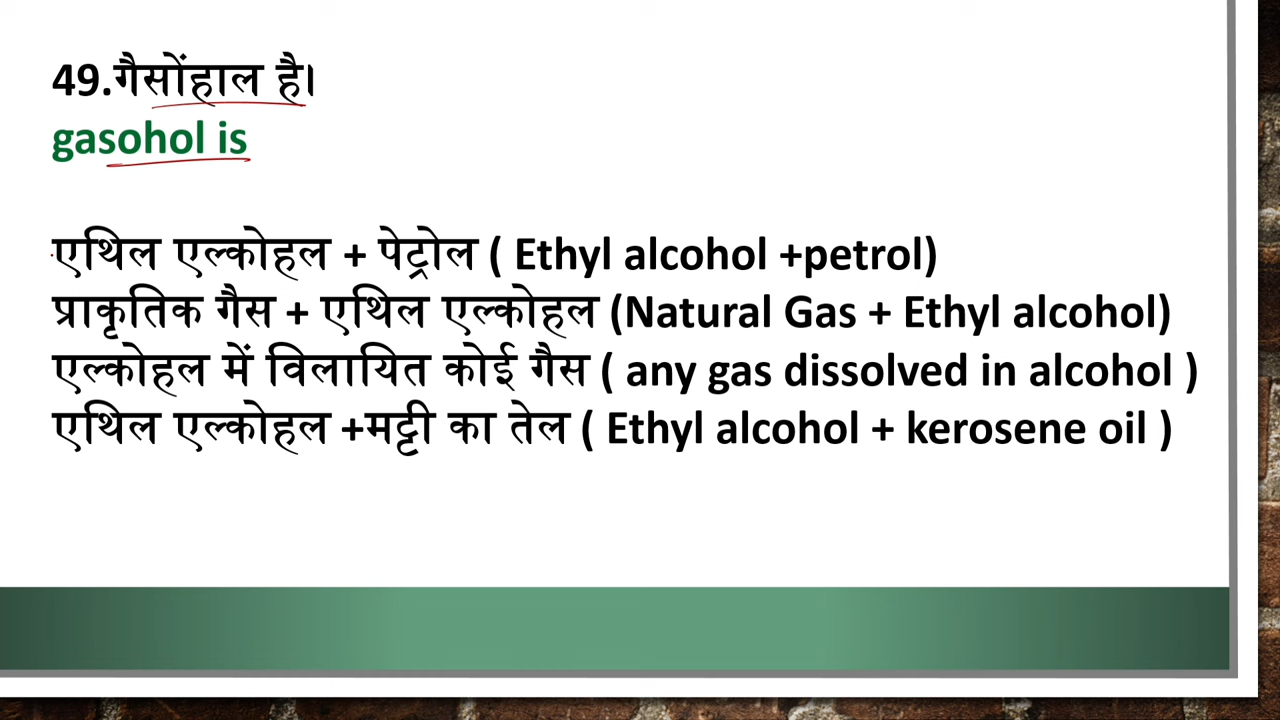 49.गैसोंहाल है।
gasohol is
एथिल एल्कोहल + पेट्रोल ( Ethyl alcohol +petrol)
प्राकृतिक गैस + एथिल एल्कोहल (Natural Gas + Ethyl alcohol)
एल्कोहल में विलायित कोई गैस ( any gas dissolved in alcohol )
एथिल एल्कोहल +मट्टी का तेल ( Ethyl alcohol + kerosene oil )